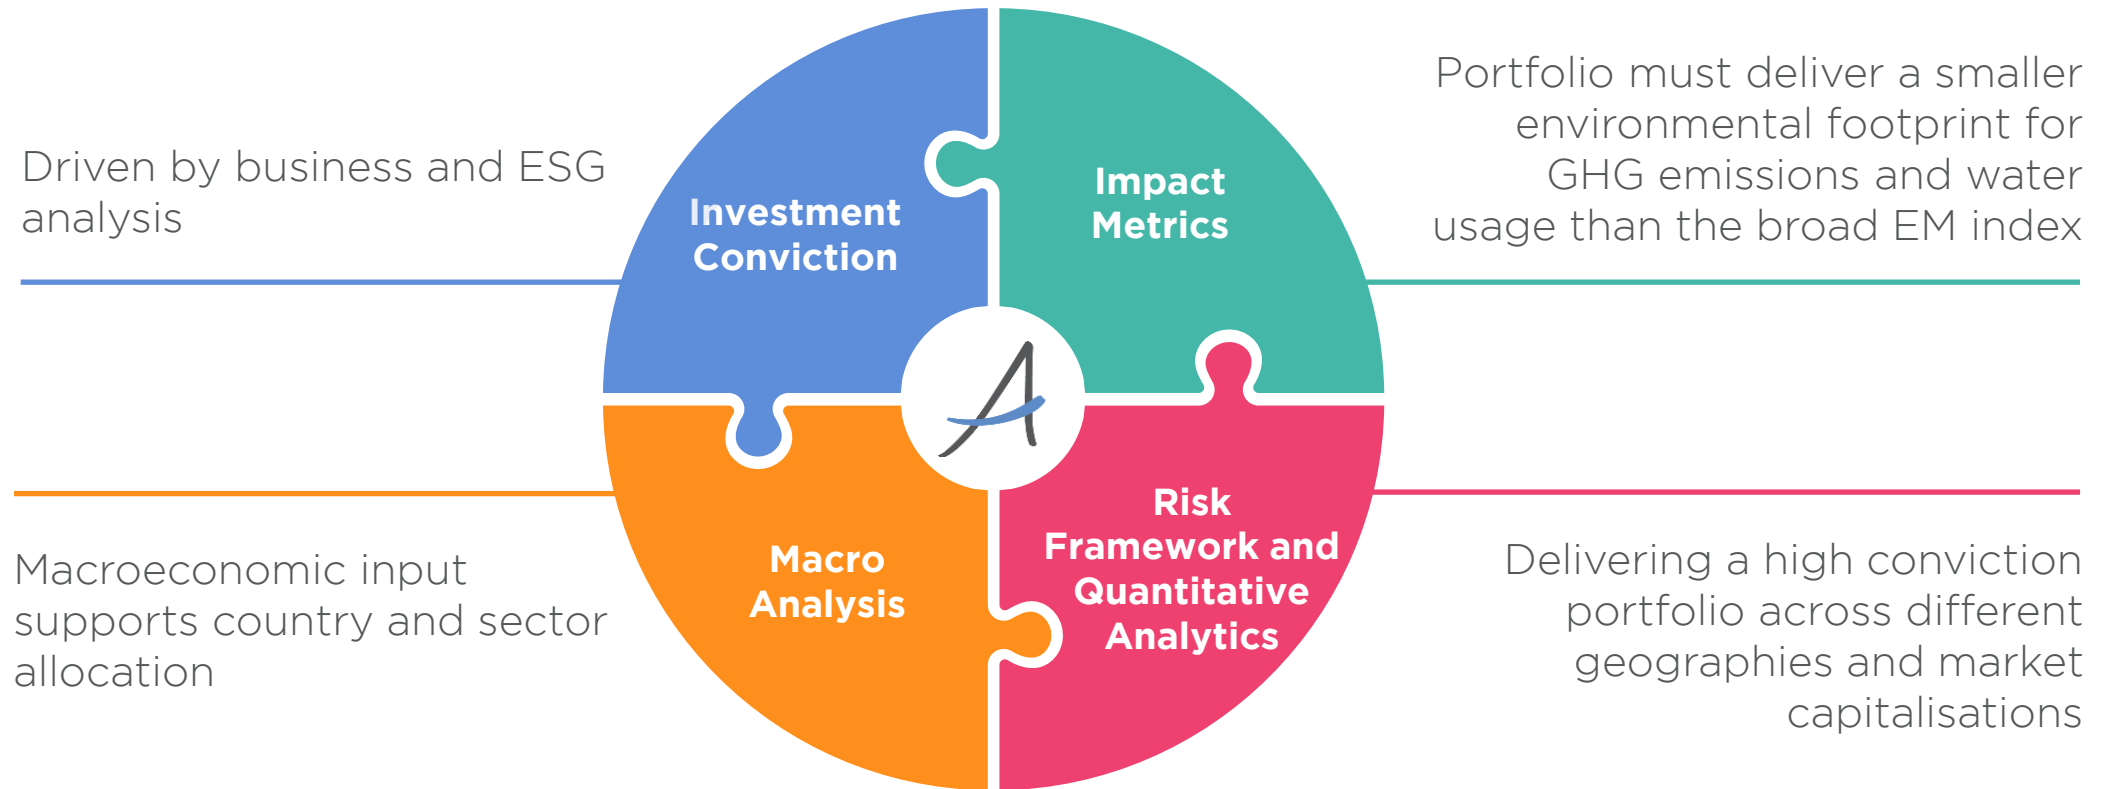 Driven by business and ESG
analysis
Investment
Conviction
Impact
Metrics
Portfolio must deliver a smaller
environmental footprint for
GHG emissions and water
usage than the broad EM index
Macroeconomic input
supports country and sector
allocation
Macro
Analysis
Risk
Framework and
Quantitative
Analytics
Delivering a high conviction
portfolio across different
geographies and market
capitalisations
A